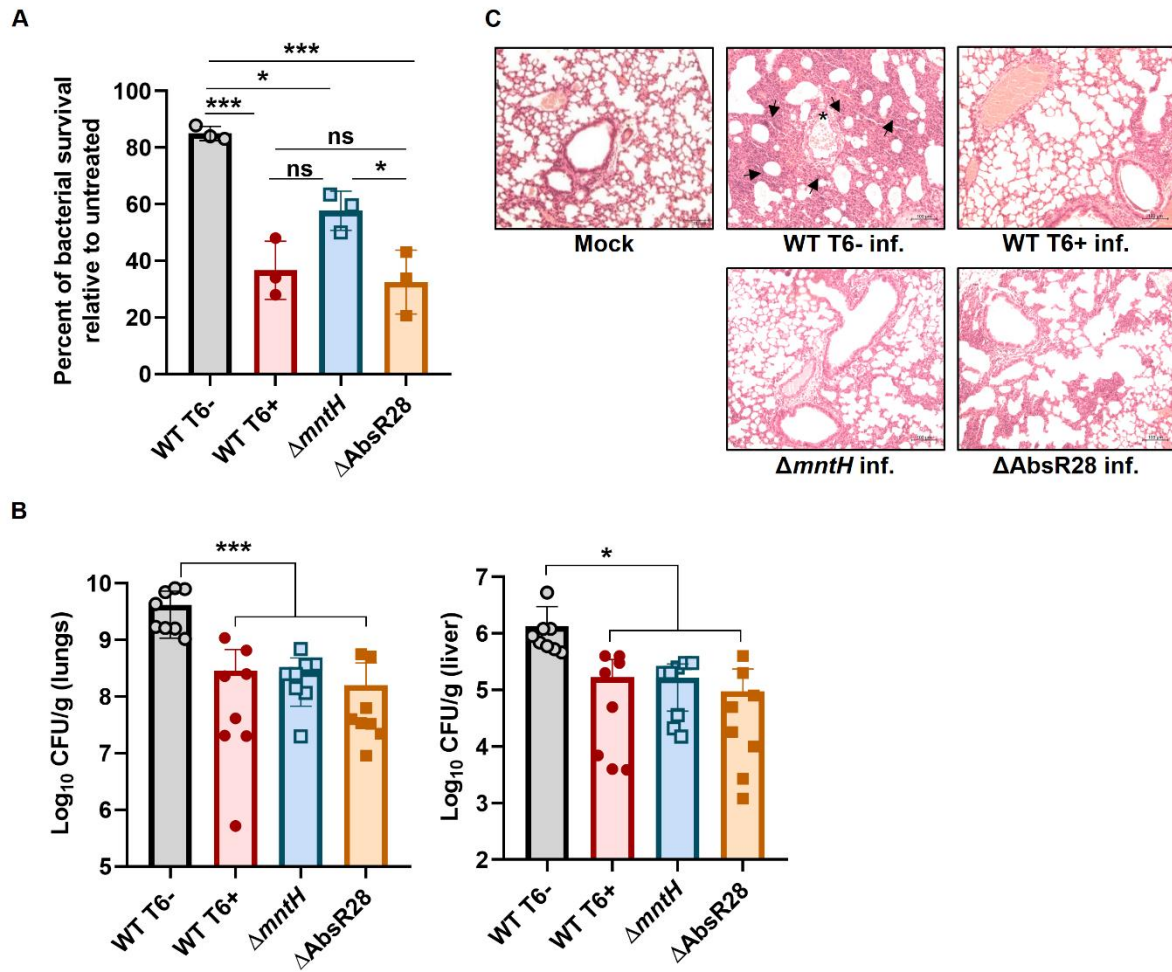 A
Percent of bacterial survival
relative to untreated
100
80
60
40
20
0
***
*
***
ns
ns
*
WT T6-
WT T6+
ΔmntH
ΔAbsR28
C
*
Mock
WT T6- inf.
WT T6+ inf.
ΔmntH inf.
ΔAbsR28 inf.
B
Log10 CFU/g (lungs)
10
9
8
7
6
5
***
WT T6-
WT T6+
ΔmntH
ΔAbsR28
Log10 CFU/g (liver)
7
6
5
4
3
2
*
WT T6-
WT T6+
ΔmntH
ΔAbsR28